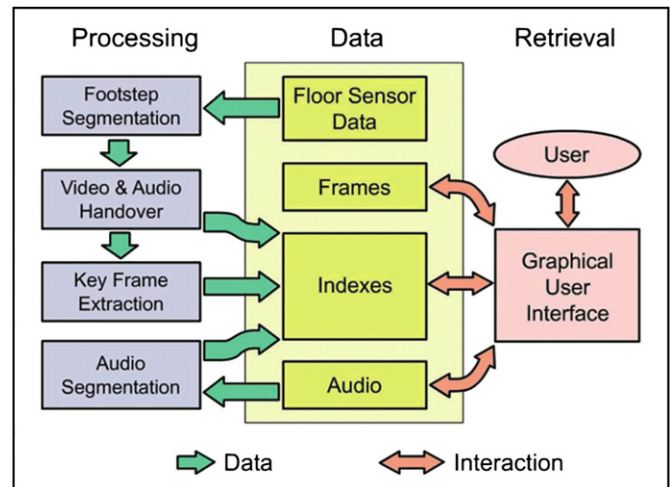 Processing
Data
Retrieval
Footstep
Segmentation
Floor Sensor
Data
User
Video & Audio
Handover
Frames
Key Frame
Extraction
Indexes
Graphical
User
Interface
Audio
Segmentation
Audio
Data
Interaction